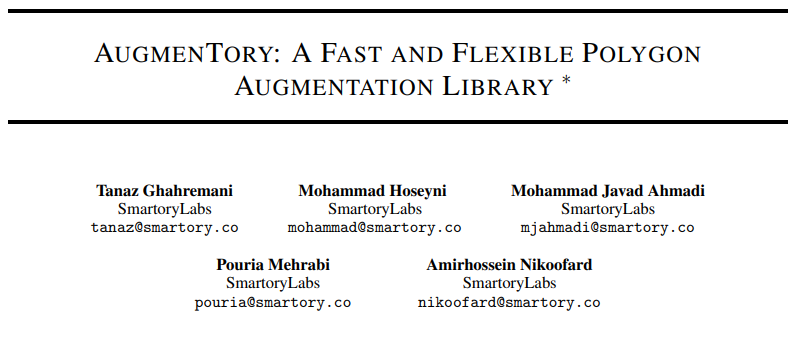 AUGMENTORY: A FAST AND FLEXIBLE POLYGON
AUGMENTATION LIBRARY *
Tanaz Ghahremani
SmartoryLabs
tanaz@smartory.co
Mohammad Hoseyni
SmartoryLabs
mohammad@smartory.co
Mohammad Javad Ahmadi
SmartoryLabs
mjahmadi@smartory.co
Pouria Mehrabi
SmartoryLabs
pouria@smartory.co
Amirhossein Nikoofard
SmartoryLabs
nikoofard@smartory.co